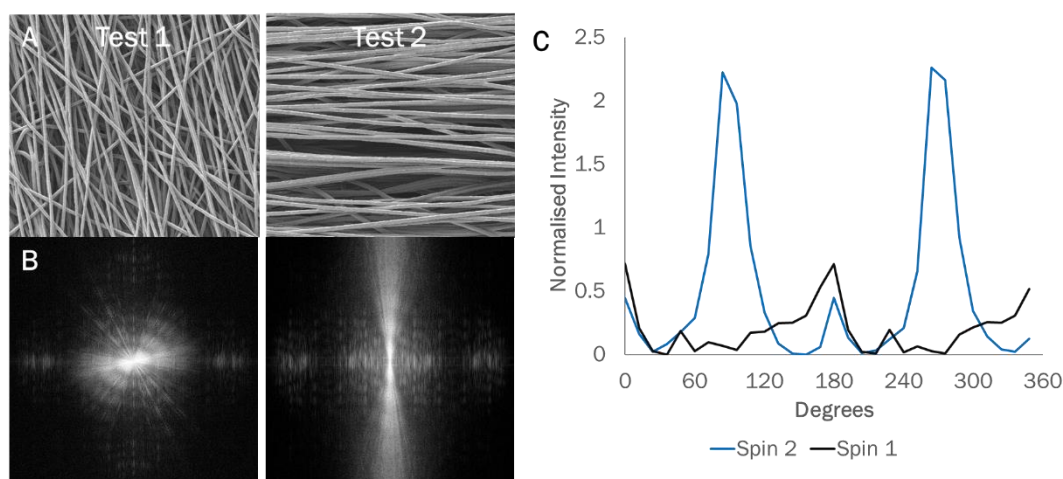 A
Test 1
Test 2
B
C
2.5
2
1.5
1
0.5
0
Normalised Intensity
0
60
120
180
240
300
360
Degrees
Spin 2
Spin 1